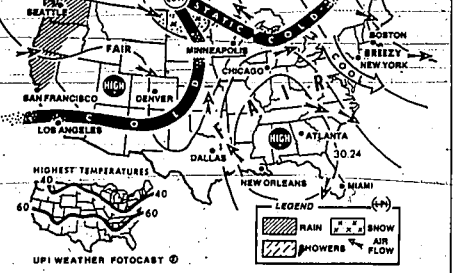 SEATTLE
STATIC COLD
MINNEAPOLIS
BOSTON
BREEZY
NEW YORK
FAIR
CHICAGO
COOL
HIGH
DENVER
SAN FRANCISCO
COLD
LOS ANGELES
FAIR
HIGH
ATLANTA
30.24
DALLAS
NEW ORLEANS
MIAMI
HIGHEST TEMPERATURES
40
40
60
60
LEGEND
UPI
RAIN
SNOW
SHOWERS
AIR
FLOW
UPI WEATHER FOTOCAST